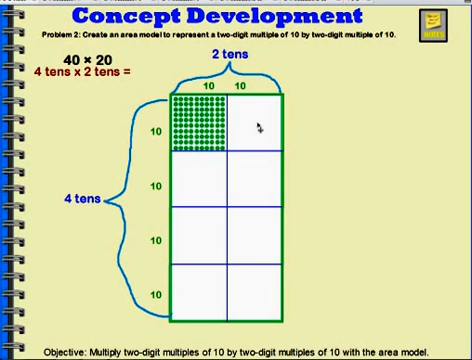 Concept Development
Problem 2: Create an area model to represent a two-digit multiple of 10 by two-digit multiple of 10.
NOTES
40 × 20
4 tens x 2 tens =
2 tens
10 10
10
10
4 tens
10
10
Objective: Multiply two-digit multiples of 10 by two-digit multiples of 10 with the area model.